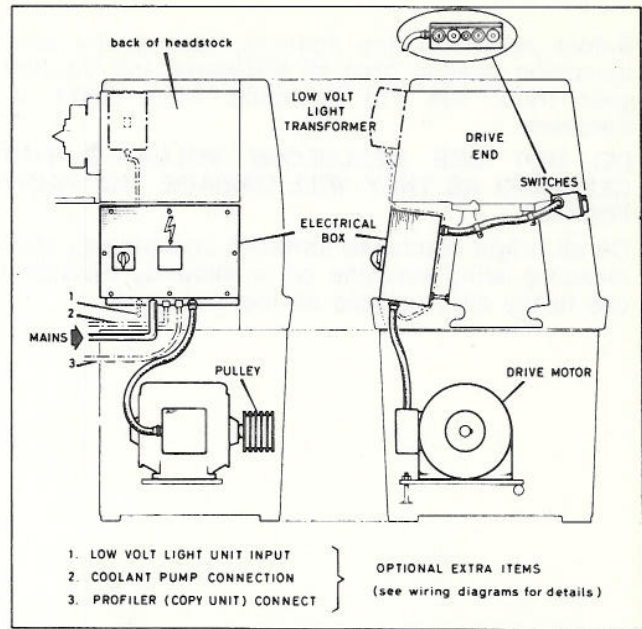 back of headstock
LOW VOLT
LIGHT
TRANSFORMER
DRIVE
END
SWITCHES
ELECTRICAL
BOX
1
2
MAINS
3
PULLEY
DRIVE MOTOR
1. LOW VOLT LIGHT UNIT INPUT
2. COOLANT PUMP CONNECTION
3. PROFILER (COPY UNIT) CONNECT
OPTIONAL EXTRA ITEMS
(see wiring diagrams for details)